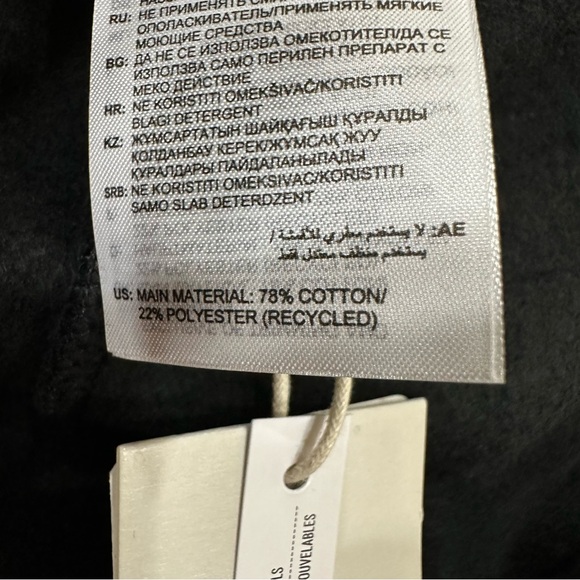 RU: НЕ ПРИМЕНЯТЬ
ОПОЛАСКИВАТЕЛЬ/ПРИМЕНЯТЬ МЯГКИЕ
МОЮЩИЕ СРЕДСТВА
BG: ДА НЕ СЕ ИЗПОЛЗВА ОМЕКОТИТЕЛ/ДА СЕ
ИЗПОЛЗВА САМО ПЕРИЛЕН ПРЕПАРАТ С
МЕКО ДЕЙСТВИЕ
HR: NE KORISTITI OMEKŠIVAČ/KORISTITI
BLAGI DETERGENT
KZ: ЖҰМСАРТАТЫН ШАЙҚАҒЫШ ҚҰРАЛДЫ
ҚОЛДАНБАУ КЕРЕК/ЖҰМСАҚ ЖУУ
ҚҰРАЛДАРЫ ПАЙДАЛАНЫЛАДЫ
SRB: NE KORISTITI OMEKSIVAC/KORISTITI
SAMO SLAB DETERDZENT
AE: لا يستخدم مطري للأقمشة /
يستخدم منظف معتدل فقط
US: MAIN MATERIAL: 78% COTTON/
22% POLYESTER (RECYCLED)